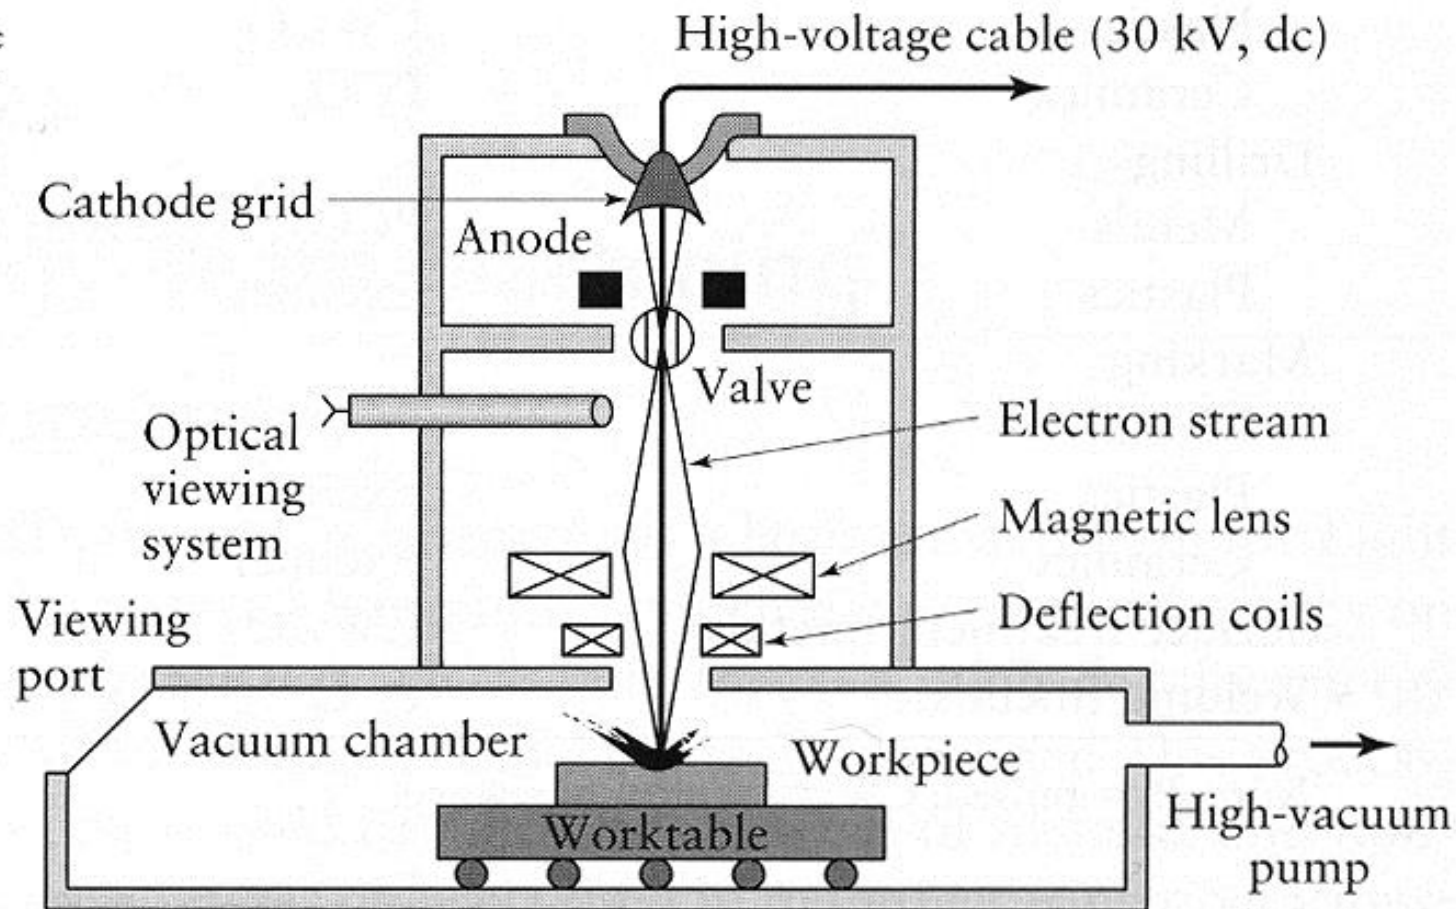 High-voltage cable (30 kV, dc)
Cathode grid
Anode
Valve
Optical
viewing
system
Electron stream
Magnetic lens
Deflection coils
Viewing
port
Vacuum chamber
Workpiece
Worktable
High-vacuum
pump